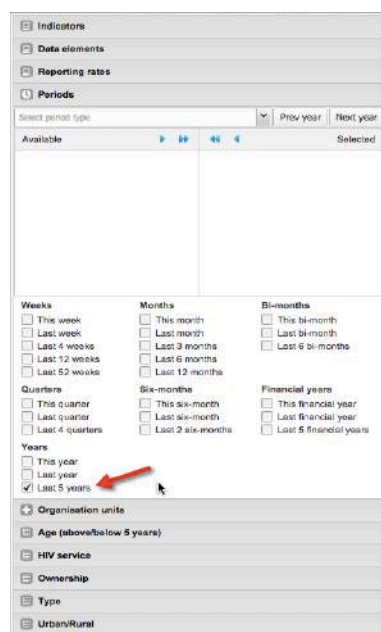 Indicators
Data elements
Reporting rates
Periods
Select period type Prev year Next year
Available Selected
Weeks Months Bi-months
This week This month This bi-month
Last week Last month Last bi-month
Last 4 weeks Last 3 months Last 6 bi-months
Last 12 weeks Last 6 months
Last 52 weeks Last 12 months
Quarters Six-months Financial years
This quarter This six-month This financial year
Last quarter Last six-month Last financial year
Last 4 quarters Last 2 six-months Last 5 financial years
Years
This year
Last year
Last 5 years
Organisation units
Age (above/below 5 years)
HIV service
Ownership
Type
Urban/Rural